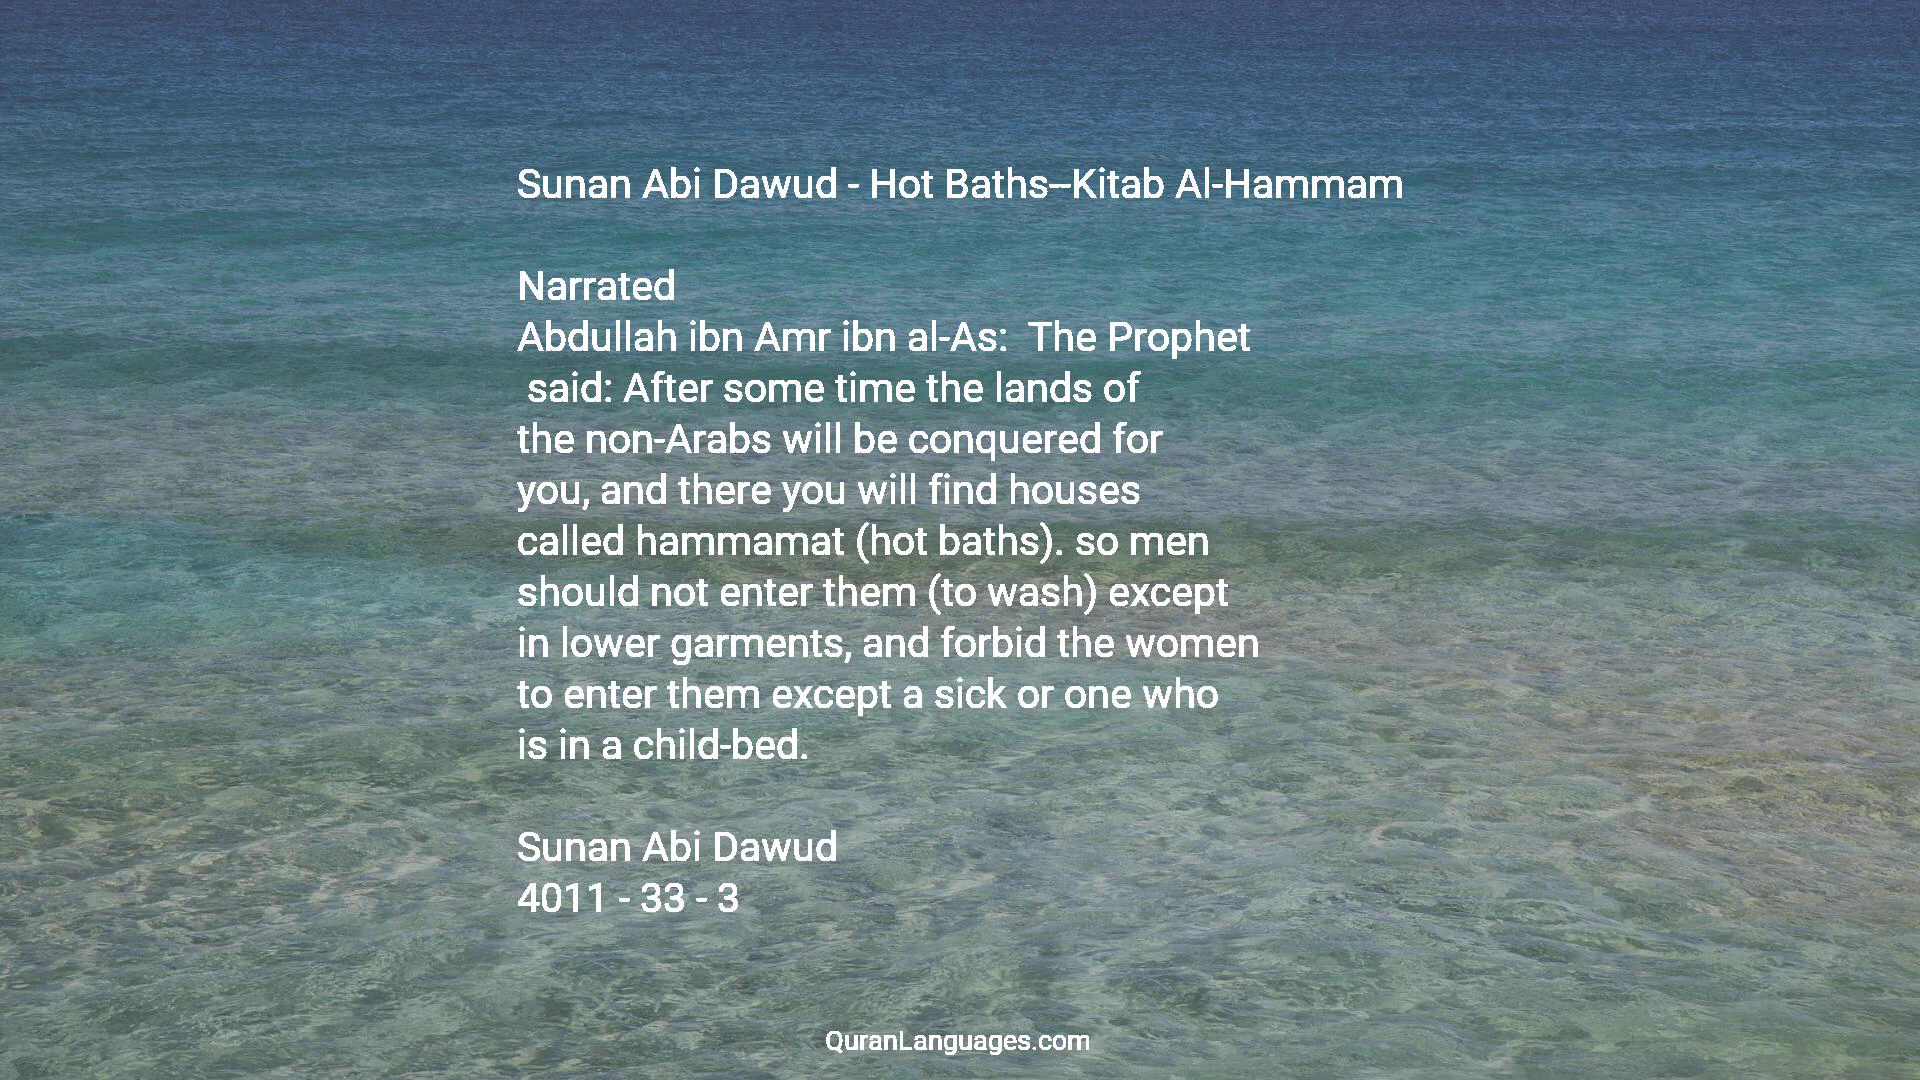 Sunan Abi Dawud - Hot Baths--Kitab Al-Hammam
Narrated
Abdullah ibn Amr ibn al-As:  The Prophet
said: After some time the lands of
the non-Arabs will be conquered for
you, and there you will find houses
called hammamat (hot baths). so men
should not enter them (to wash) except
in lower garments, and forbid the women
to enter them except a sick or one who
is in a child-bed.
Sunan Abi Dawud
4011 - 33 - 3
QuranLanguages.com